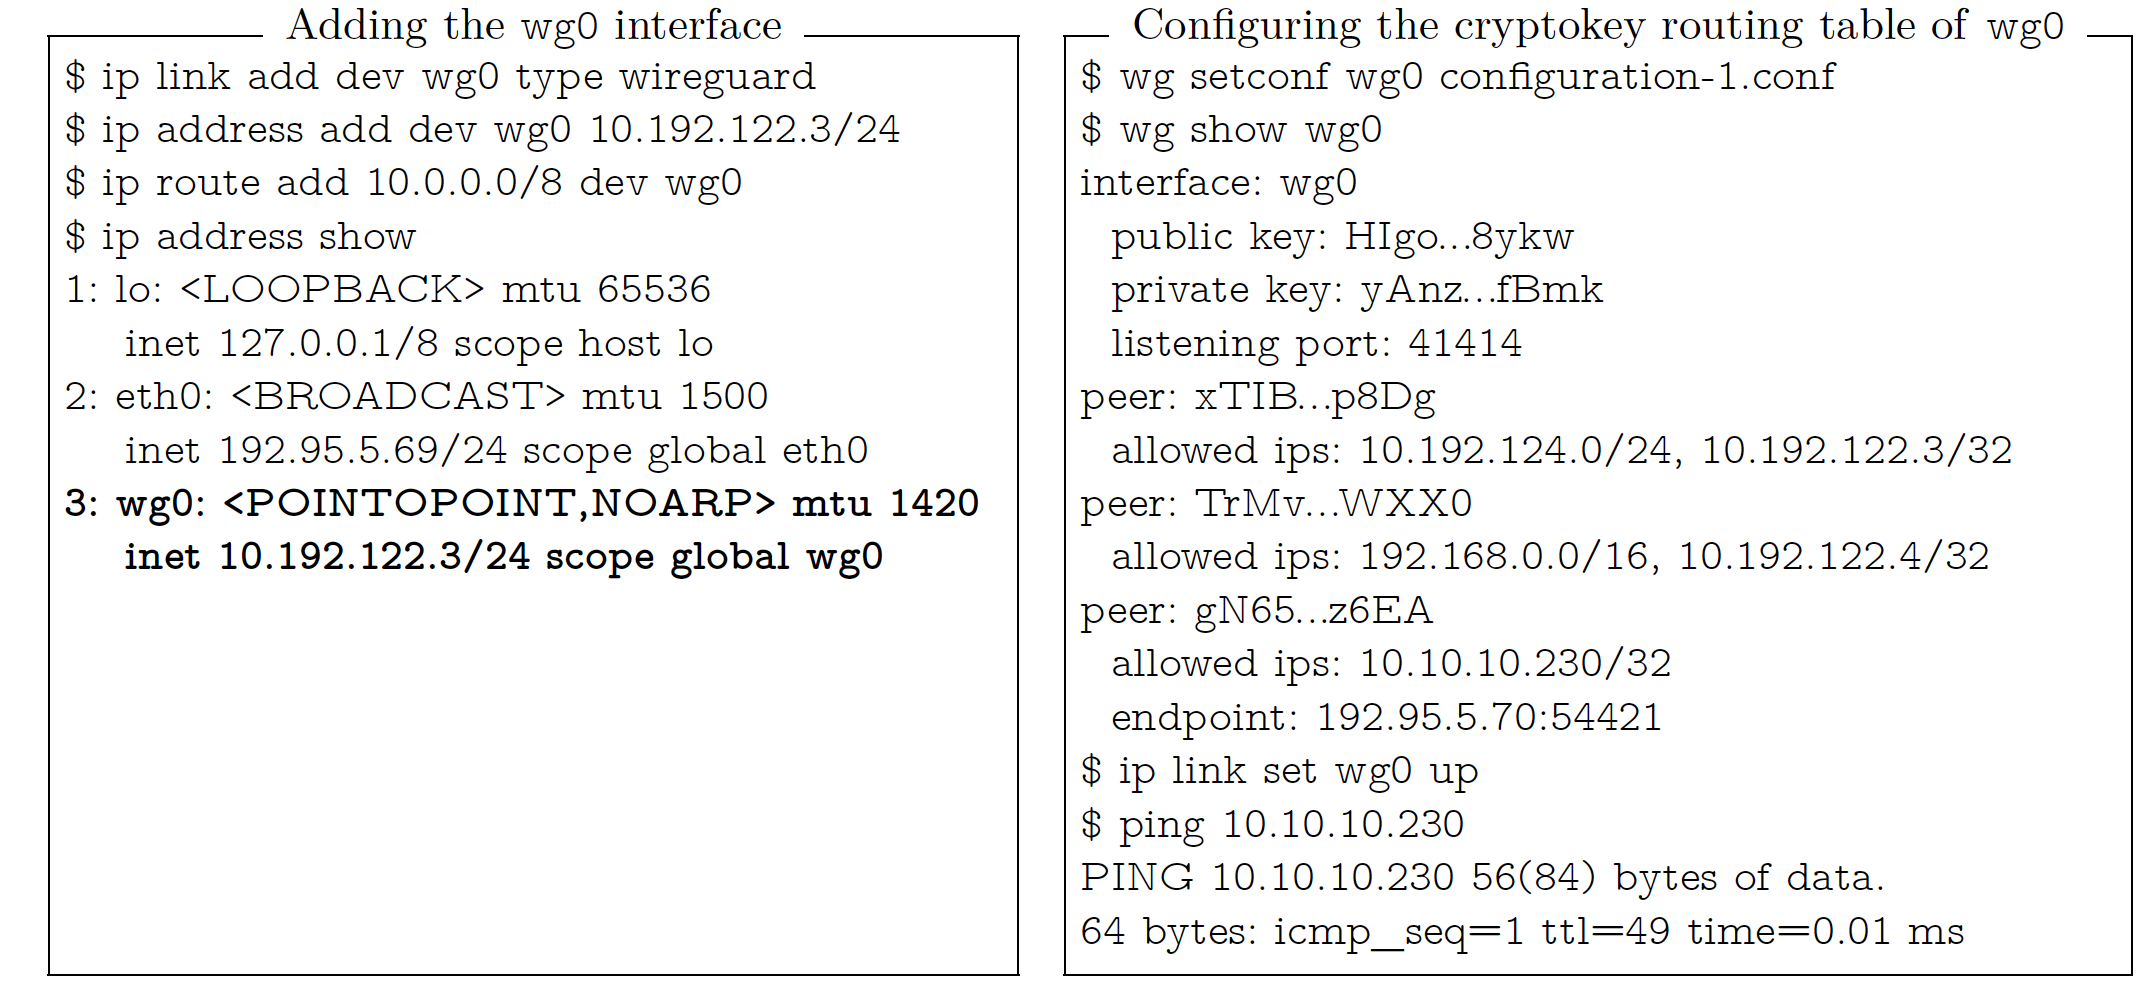 Adding the wg0 interface
$ ip link add dev wg0 type wireguard
$ ip address add dev wg0 10.192.122.3/24
$ ip route add 10.0.0.0/8 dev wg0
$ ip address show
1: lo: <LOOPBACK> mtu 65536
inet 127.0.0.1/8 scope host lo
2: eth0: <BROADCAST> mtu 1500
inet 192.95.5.69/24 scope global eth0
3: wg0: <POINTOPOINT,NOARP> mtu 1420
inet 10.192.122.3/24 scope global wg0
Configuring the cryptokey routing table of wg0
$ wg setconf wg0 configuration-1.conf
$ wg show wg0
interface: wg0
public key: HIgo...8ykw
private key: yAnz...fBmk
listening port: 41414
peer: xTIB...p8Dg
allowed ips: 10.192.124.0/24, 10.192.122.3/32
peer: TrMv...WXX0
allowed ips: 192.168.0.0/16, 10.192.122.4/32
peer: gN65...z6EA
allowed ips: 10.10.10.230/32
endpoint: 192.95.5.70:54421
$ ip link set wg0 up
$ ping 10.10.10.230
PING 10.10.10.230 56(84) bytes of data.
64 bytes: icmp_seq=1 ttl=49 time=0.01 ms